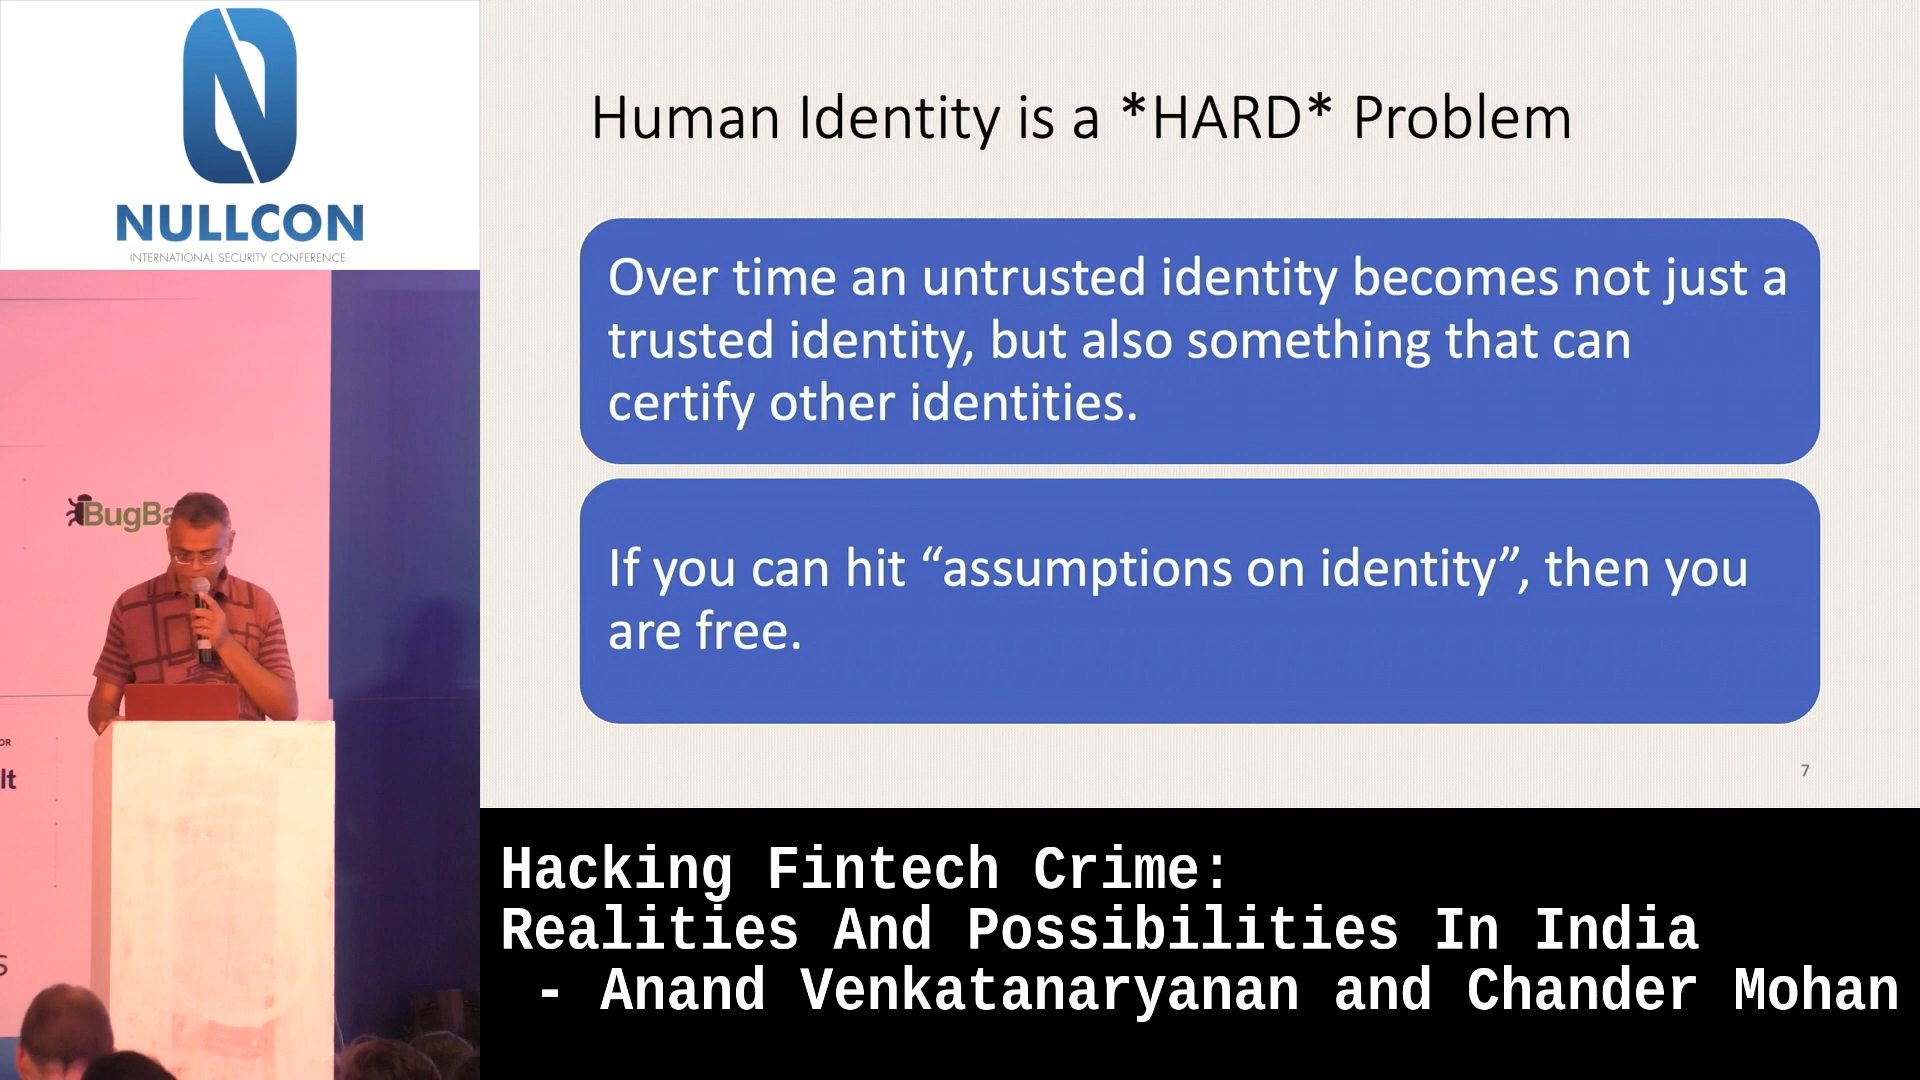 NULLCON
INTERNATIONAL SECURITY CONFERENCE
Human Identity is a *HARD* Problem
Over time an untrusted identity becomes not just a
trusted identity, but also something that can
certify other identities.
If you can hit “assumptions on identity”, then you
are free.
7
OR
lt
Hacking Fintech Crime:
Realities And Possibilities In India
- Anand Venkatanaryanan and Chander Mohan